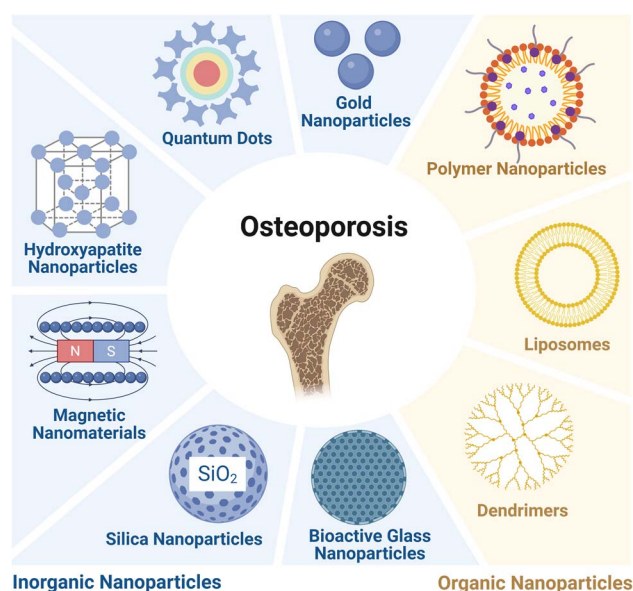 Quantum Dots
Gold
Nanoparticles
Polymer Nanoparticles
Osteoporosis
Hydroxyapatite
Nanoparticles
Liposomes
N S
Magnetic
Nanomaterials
SiO₂
Dendrimers
Silica Nanoparticles
Bioactive Glass
Nanoparticles
Inorganic Nanoparticles
Organic Nanoparticles